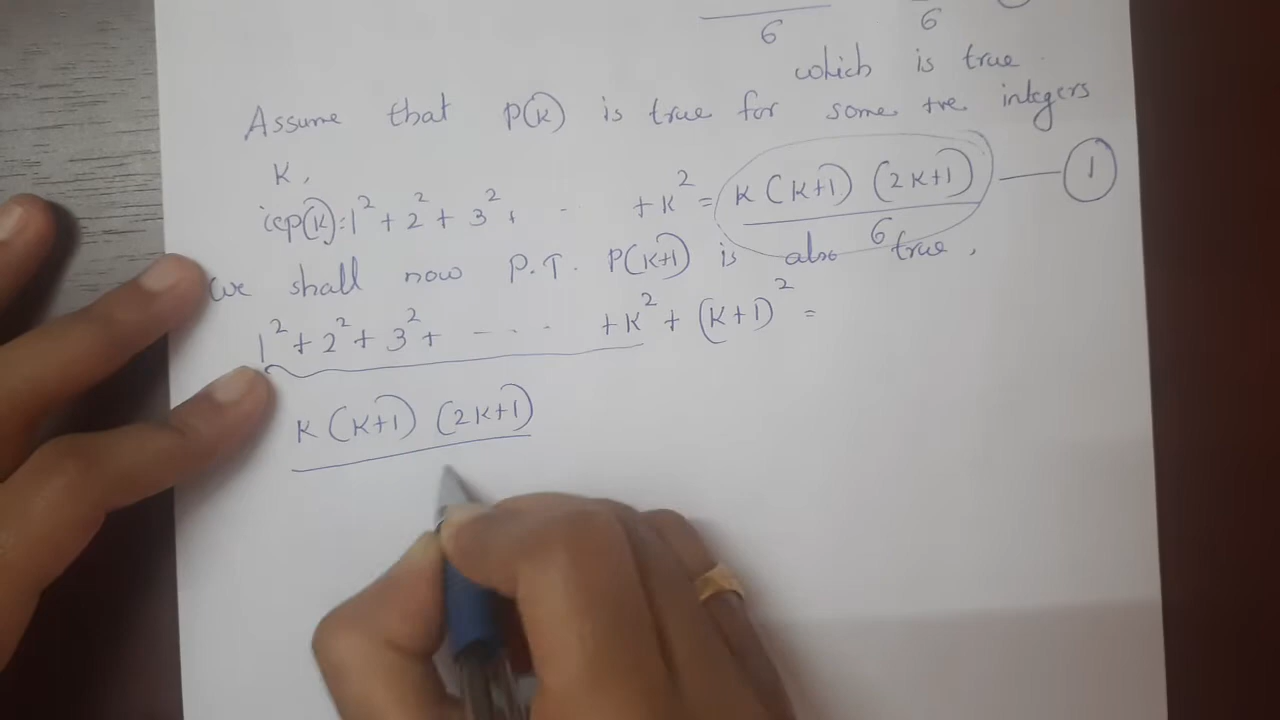 6 6
which is true.
Assume that P(k) is true for some +ve integers
k,
ie P(k): 1² + 2² + 3² + .. + k² = k(k+1)(2k+1)/6 —— ①
We shall now P.T. P(k+1) is also true,
1² + 2² + 3² + .... + k² + (k+1)² =
k(k+1)(2k+1)